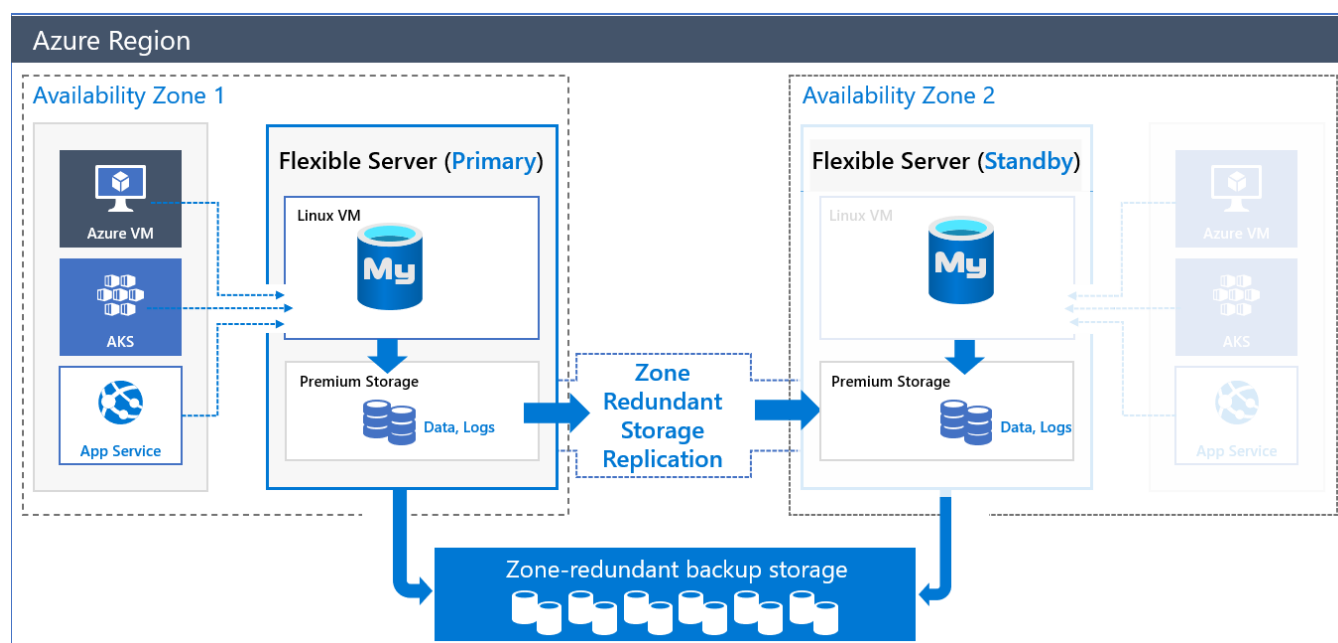 Azure Region
Availability Zone 1
Azure VM
AKS
App Service
Flexible Server (Primary)
Linux VM
My
Premium Storage
Data, Logs
Zone
Redundant
Storage
Replication
Availability Zone 2
Flexible Server (Standby)
Linux VM
My
Premium Storage
Data, Logs
Azure VM
AKS
App Service
Zone-redundant backup storage